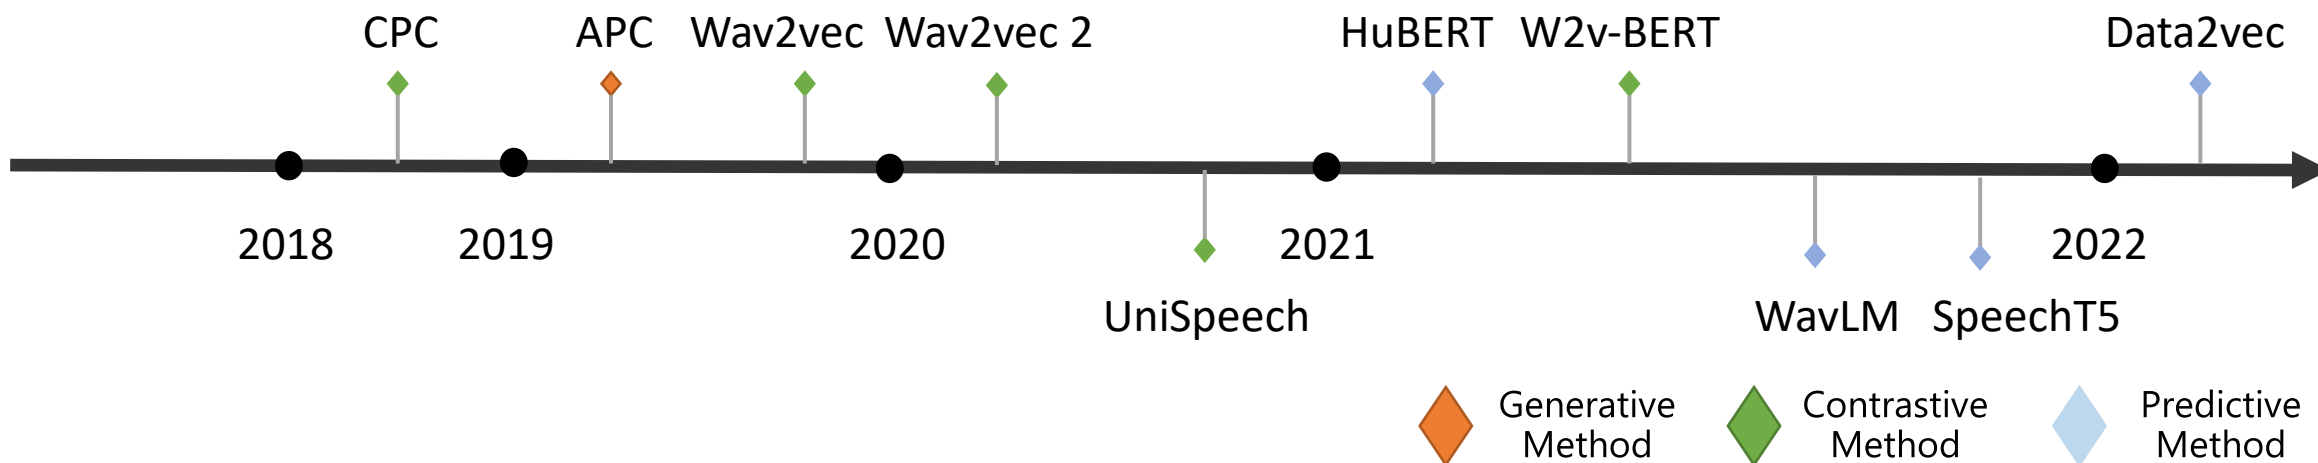 CPC APC Wav2vec Wav2vec 2 HuBERT W2v-BERT Data2vec
2018 2019 2020 2021 2022
UniSpeech WavLM SpeechT5
Generative Method
Contrastive Method
Predictive Method